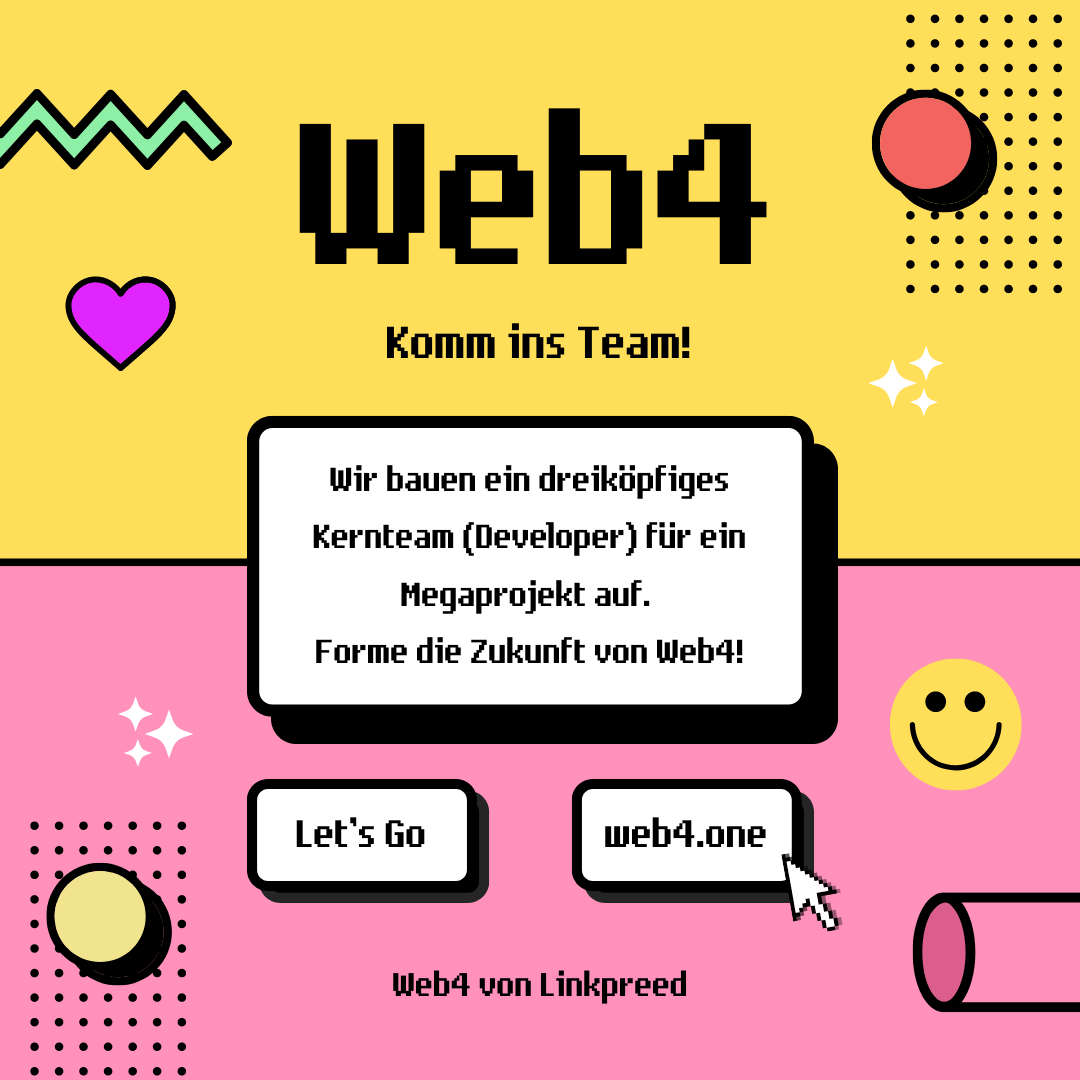 Web4
Komm ins Team!
Wir bauen ein dreiköpfiges
Kernteam (Developer) für ein
Megaprojekt auf.
Forme die Zukunft von Web4!
Let's Go
web4.one
Web4 von Linkpreed